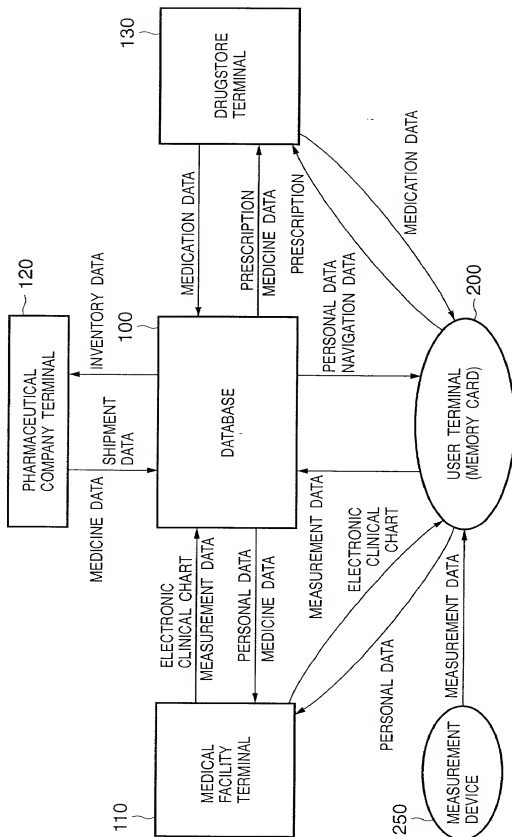 130
DRUGSTORE
TERMINAL
120
PHARMACEUTICAL
COMPANY TERMINAL
INVENTORY DATA
SHIPMENT
DATA
MEDICINE DATA
MEDICATION DATA
PRESCRIPTION
MEDICINE DATA
PRESCRIPTION
MEDICATION DATA
100
DATABASE
PERSONAL DATA
NAVIGATION DATA
MEASUREMENT DATA
200
USER TERMINAL
(MEMORY CARD)
ELECTRONIC
CLINICAL CHART
MEASUREMENT DATA
PERSONAL DATA
MEDICINE DATA
ELECTRONIC
CLINICAL
CHART
PERSONAL DATA
MEASUREMENT DATA
110
MEDICAL
FACILITY
TERMINAL
250
MEASUREMENT
DEVICE